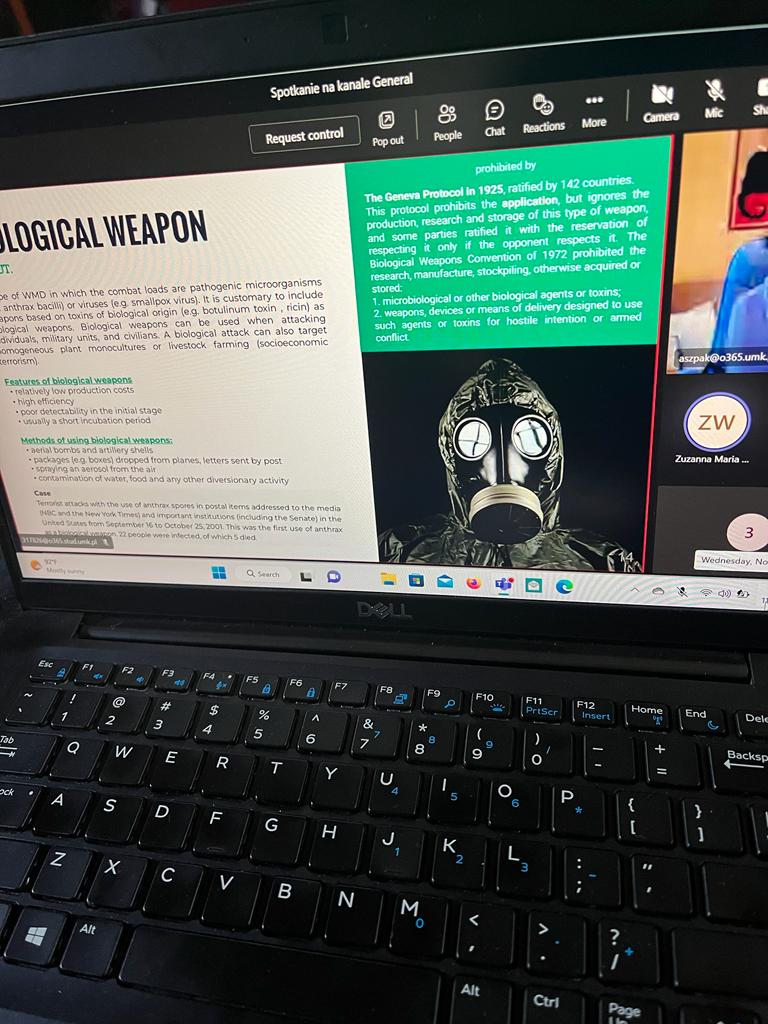 Spotkanie na kanale General
Request control
Pop out
People
Chat
Reactions
More
Camera
Mic
Sha
OLOGICAL WEAPON
UT.
pe of WMD in which the combat loads are pathogenic microorganisms
anthrax bacilli) or viruses (e.g. smallpox virus). It is customary to include
apons based on toxins of biological origin (e.g. botulinum toxin , ricin) as
ological weapons. Biological weapons can be used when attacking
dividuals, military units, and civilians. A biological attack can also target
omogeneous plant monocultures or livestock farming (socioeconomic
terrorism).
Features of biological weapons
• relatively low production costs
• high efficiency
• poor detectability in the initial stage
• usually a short incubation period
Methods of using biological weapons:
• aerial bombs and artillery shells
• packages (e.g. boxes) dropped from planes, letters sent by post
• spraying an aerosol from the air
• contamination of water, food and any other diversionary activity
Case
Terrorist attacks with the use of anthrax spores in postal items addressed to the media
(NBC and the New York Times) and important institutions (including the Senate) in the
United States from September 16 to October 25, 2001. This was the first use of anthrax
as a biological weapon. 22 people were infected, of which 5 died.
317826@o365.stud.umk.pl
prohibited by
The Geneva Protocol in 1925, ratified by 142 countries.
This protocol prohibits the application, but ignores the
production, research and storage of this type of weapon,
and some parties ratified it with the reservation of
respecting it only if the opponent respects it. The
Biological Weapons Convention of 1972 prohibited the
research, manufacture, stockpiling, otherwise acquired or
stored:
1. microbiological or other biological agents or toxins;
2. weapons, devices or means of delivery designed to use
such agents or toxins for hostile intention or armed
conflict.
14
aszpak@o365.umk.
ZW
Zuzanna Maria ...
3
Wednesday, No
92°F
Mostly sunny
Search
DELL
Esc F1 F2 F3 F4 F5 F6 F7 F8 F9 F10 F11 PrtScr F12 Insert Home End Dele
~ ` ! 1 @ 2 # 3 $ 4 % 5 ^ 6 & 7 7 * 8 8 ( 9 9 ) 0 / _ - + = Backsp
Tab Q W E R T Y U 4 I 5 O 6 P * { [ } ]
ock A S D F G H J 1 K 2 L 3 : ; - " '
Z X C V B N M 0 < , > . . ? / +
Alt Alt Ctrl Page Up